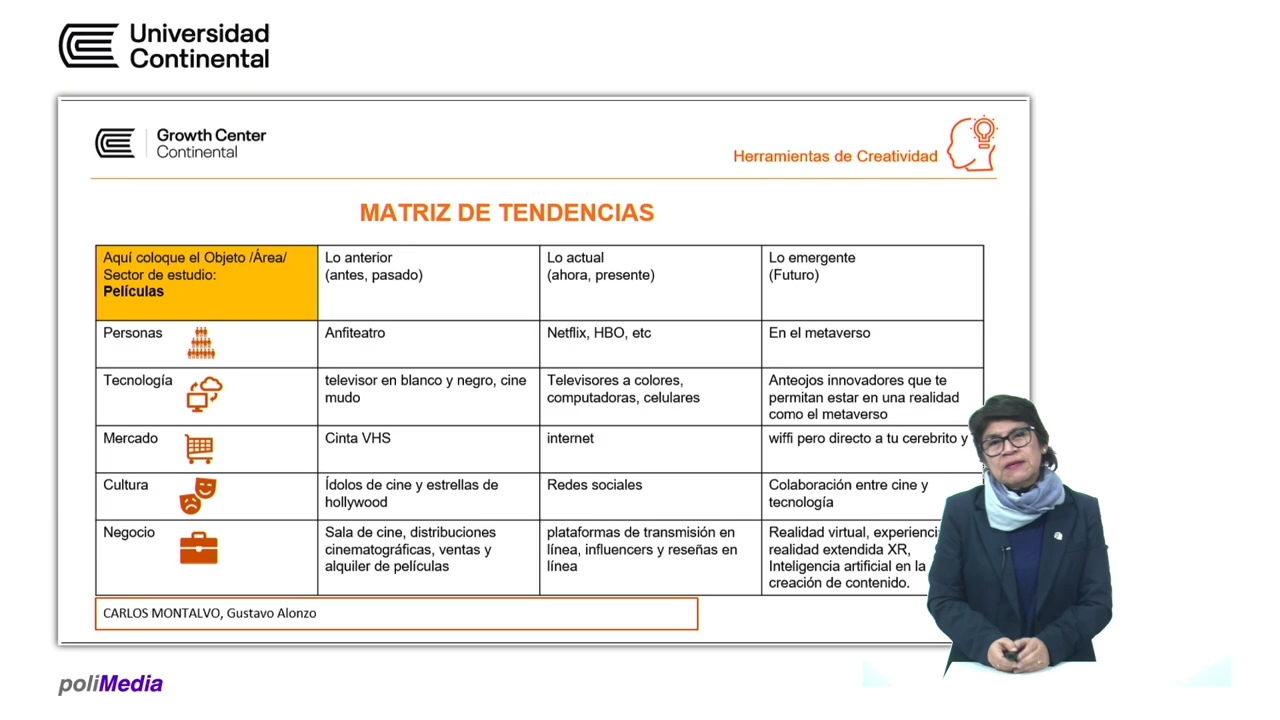 Universidad
Continental
Growth Center
Continental
Herramientas de Creatividad
MATRIZ DE TENDENCIAS
Aquí coloque el Objeto /Área/
Sector de estudio:
Películas
Lo anterior
(antes, pasado)
Lo actual
(ahora, presente)
Lo emergente
(Futuro)
Personas
Anfiteatro
Netflix, HBO, etc
En el metaverso
Tecnología
televisor en blanco y negro, cine
mudo
Televisores a colores,
computadoras, celulares
Anteojos innovadores que te
permitan estar en una realidad
como el metaverso
Mercado
Cinta VHS
internet
wiffi pero directo a tu cerebrito y
Cultura
Ídolos de cine y estrellas de
hollywood
Redes sociales
Colaboración entre cine y
tecnología
Negocio
Sala de cine, distribuciones
cinematográficas, ventas y
alquiler de películas
plataformas de transmisión en
línea, influencers y reseñas en
línea
Realidad virtual,
realidad extendida XR,
Inteligencia artificial en la
creación de contenido.
CARLOS MONTALVO, Gustavo Alonzo
poliMedia